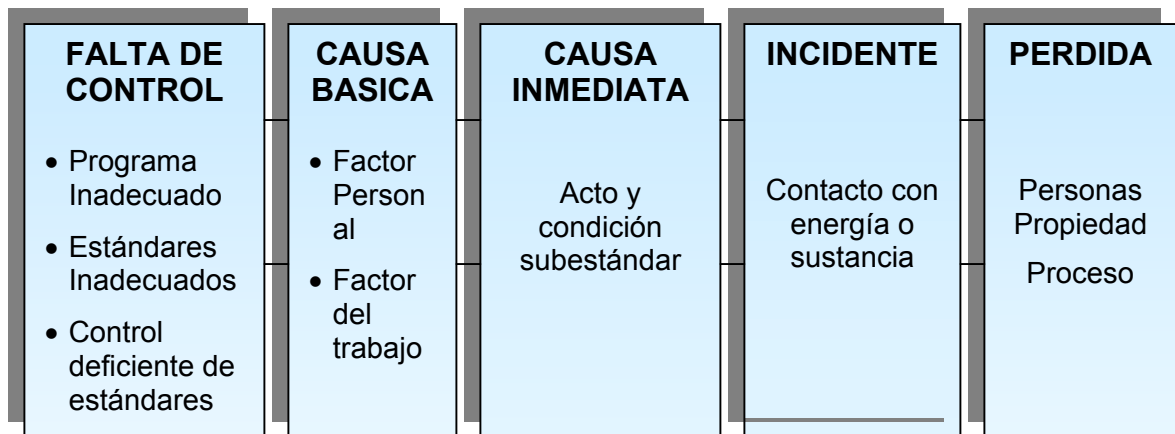 FALTA DE
CONTROL
• Programa
Inadecuado
• Estándares
Inadecuados
• Control
deficiente de
estándares
CAUSA
BASICA
• Factor
Person
al
• Factor
del
trabajo
CAUSA
INMEDIATA
Acto y
condición
subestándar
INCIDENTE
Contacto con
energía o
sustancia
PERDIDA
Personas
Propiedad
Proceso